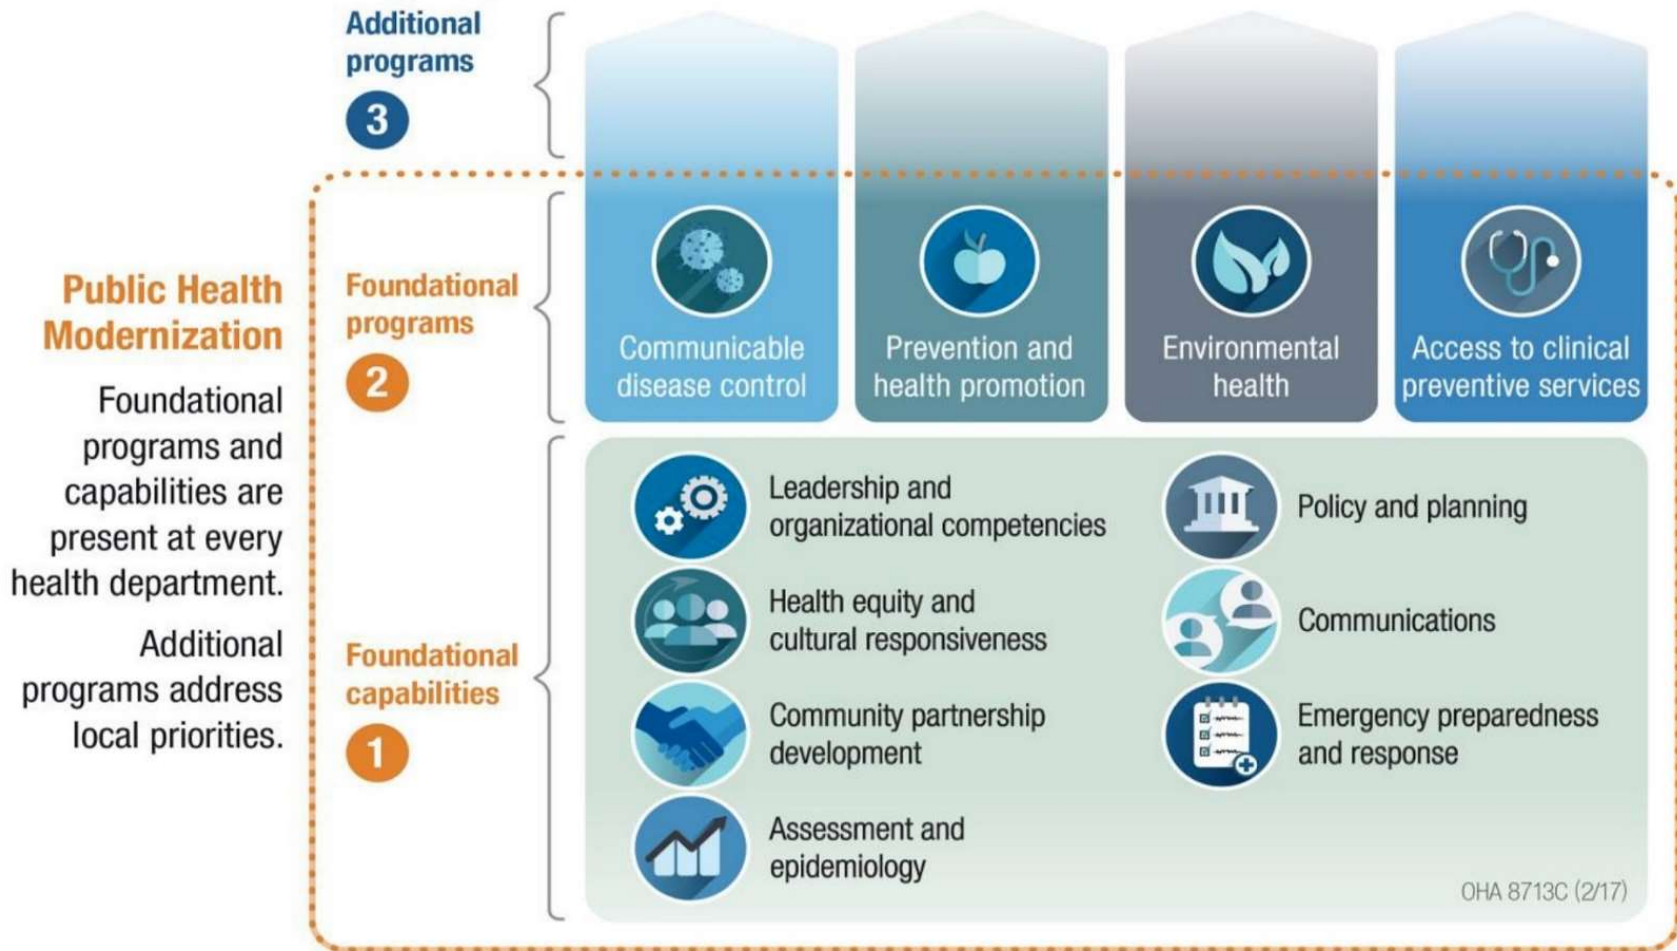 Public Health
Modernization
Foundational
programs and
capabilities are
present at every
health department.
Additional
programs address
local priorities.
Additional
programs
3
Foundational
programs
2
Communicable
disease control
Prevention and
health promotion
Environmental
health
Access to clinical
preventive services
Foundational
capabilities
1
Leadership and
organizational competencies
Health equity and
cultural responsiveness
Community partnership
development
Assessment and
epidemiology
Policy and planning
Communications
Emergency preparedness
and response
OHA 8713C (2/17)